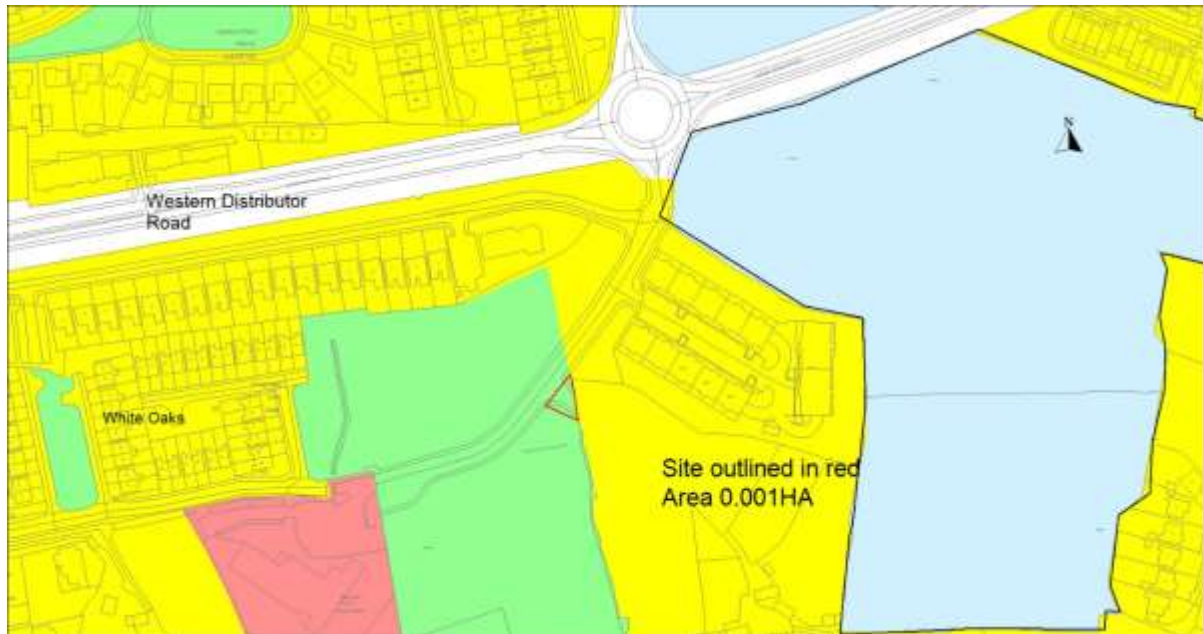 N
Western Distributor
Road
White Oaks
Site outlined in red
Area 0.001HA